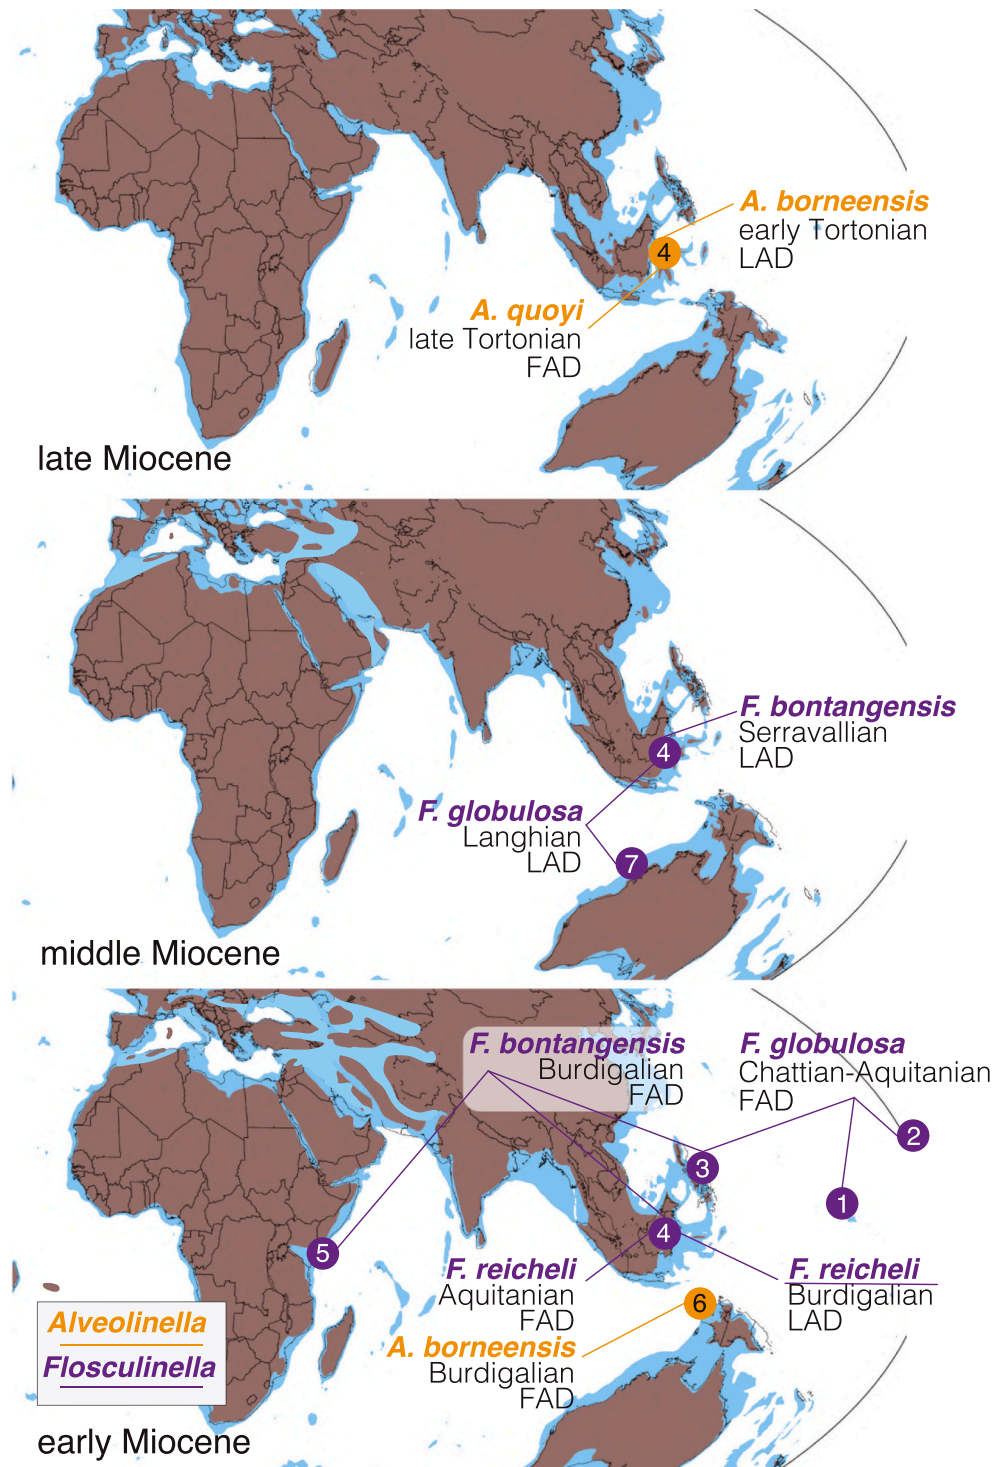 A. borneensis
early Tortonian
LAD
4
A. quoyi
late Tortonian
FAD
late Miocene
F. bontangensis
Serravallian
LAD
4
F. globulosa
Langhian
LAD
7
middle Miocene
F. bontangensis
Burdigalian
FAD
F. globulosa
Chattian-Aquitanian
FAD
2
3
1
4
5
F. reicheli
Aquitanian
FAD
F. reicheli
Burdigalian
LAD
6
A. borneensis
Burdigalian
FAD
Alveolinella
Flosculinella
early Miocene